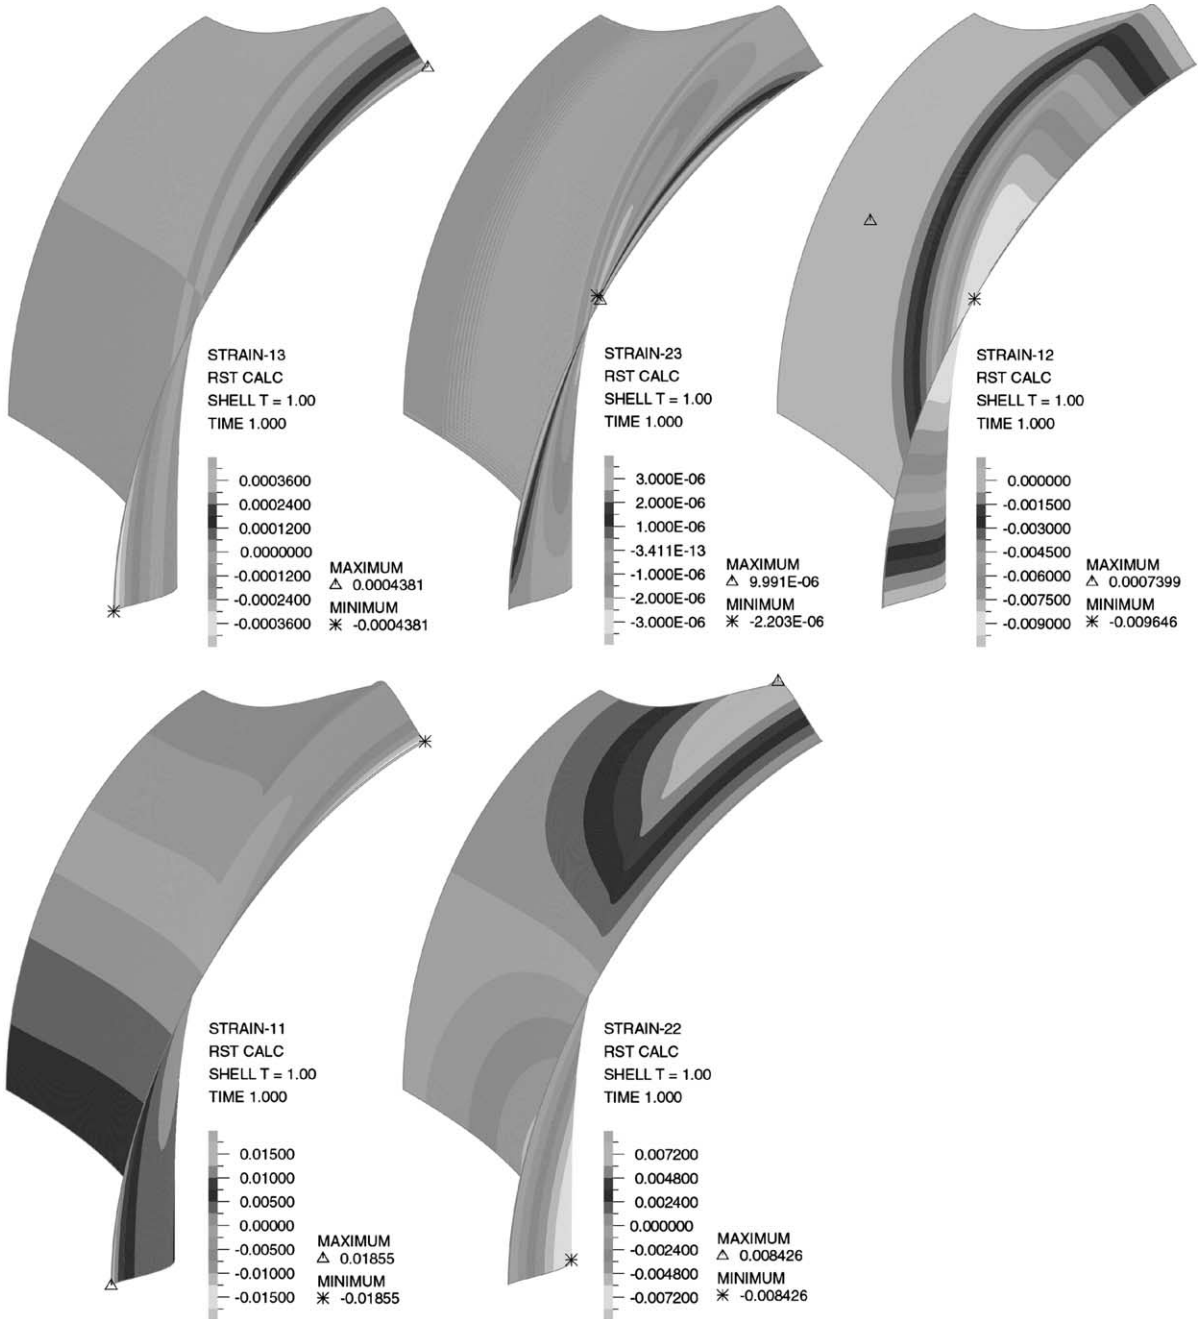 STRAIN-13
RST CALC
SHELL T = 1.00
TIME 1.000
0.0003600
0.0002400
0.0001200
0.0000000
-0.0001200
-0.0002400
-0.0003600
MAXIMUM
0.0004381
MINIMUM
-0.0004381
STRAIN-23
RST CALC
SHELL T = 1.00
TIME 1.000
3.000E-06
2.000E-06
1.000E-06
-3.411E-13
-1.000E-06
-2.000E-06
-3.000E-06
MAXIMUM
9.991E-06
MINIMUM
-2.203E-06
STRAIN-12
RST CALC
SHELL T = 1.00
TIME 1.000
0.000000
-0.001500
-0.003000
-0.004500
-0.006000
-0.007500
-0.009000
MAXIMUM
0.0007399
MINIMUM
-0.009646
STRAIN-11
RST CALC
SHELL T = 1.00
TIME 1.000
0.01500
0.01000
0.00500
0.00000
-0.00500
-0.01000
-0.01500
MAXIMUM
0.01855
MINIMUM
-0.01855
STRAIN-22
RST CALC
SHELL T = 1.00
TIME 1.000
0.007200
0.004800
0.002400
0.000000
-0.002400
-0.004800
-0.007200
MAXIMUM
0.008426
MINIMUM
-0.008426